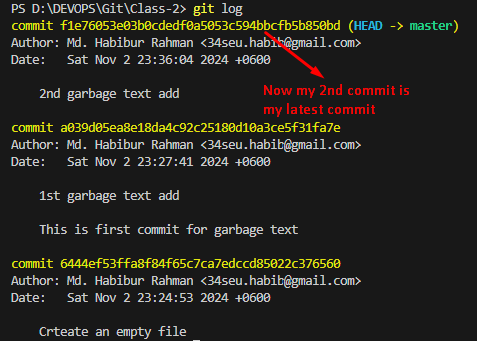 PS D:\DEVOPS\Git\Class-2> git log
commit f1e76053e03b0cdedf0a5053c594bbcfb5b850bd (HEAD -> master)
Author: Md. Habibur Rahman <34seu.habib@gmail.com>
Date:   Sat Nov 2 23:36:04 2024 +0600
2nd garbage text add
Now my 2nd commit is
my latest commit
commit a039d05ea8e18da4c92c25180d10a3ce5f31fa7e
Author: Md. Habibur Rahman <34seu.habib@gmail.com>
Date:   Sat Nov 2 23:27:41 2024 +0600
1st garbage text add
This is first commit for garbage text
commit 6444ef53ffa8f84f65c7ca7edccd85022c376560
Author: Md. Habibur Rahman <34seu.habib@gmail.com>
Date:   Sat Nov 2 23:24:53 2024 +0600
Crteate an empty file